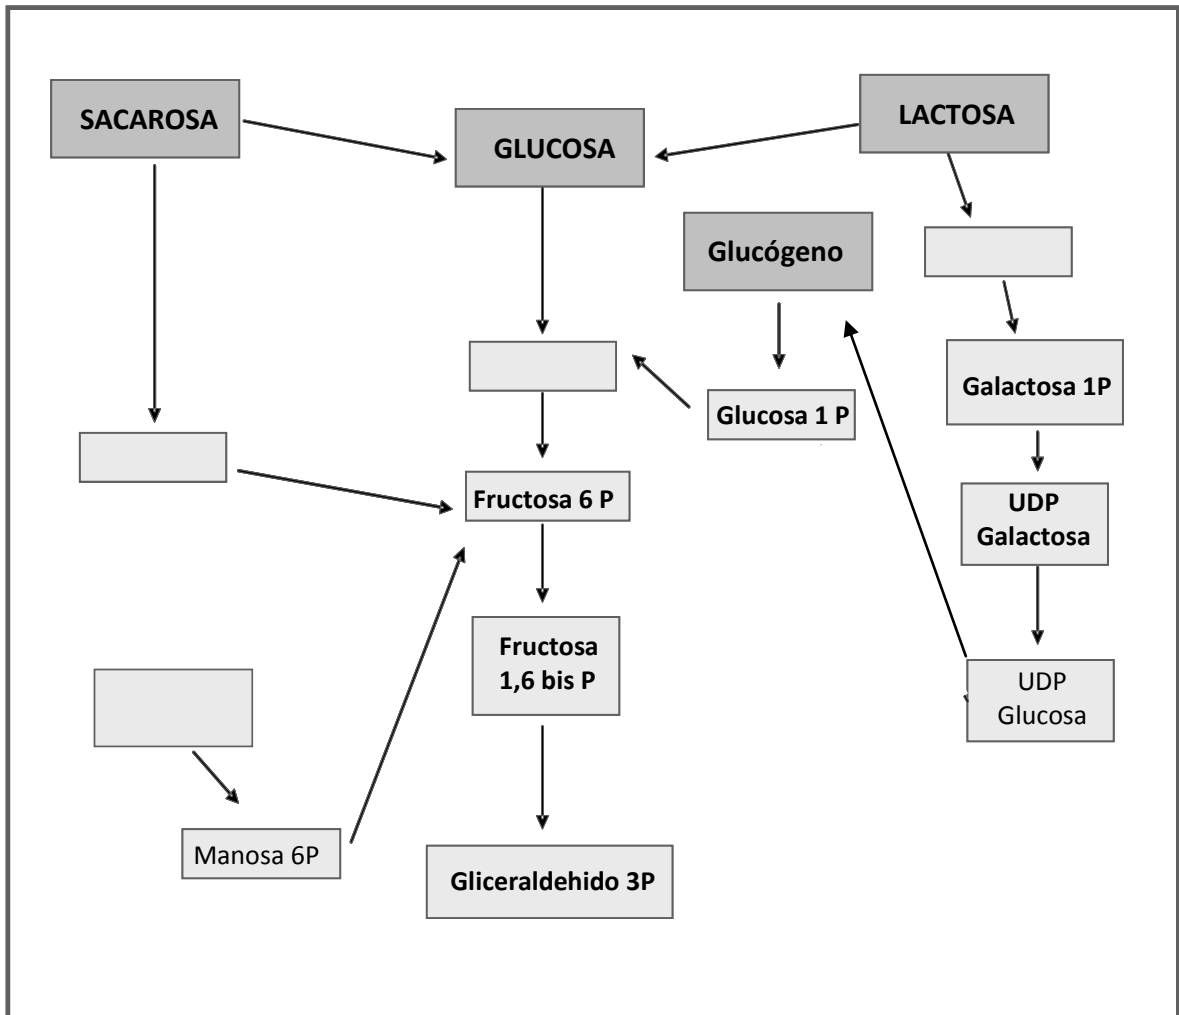 SACAROSA
GLUCOSA
LACTOSA
Glucógeno
Glucosa 1 P
Galactosa 1P
Fructosa 6 P
UDP
Galactosa
Fructosa
1,6 bis P
UDP
Glucosa
Manosa 6P
Gliceraldehido 3P